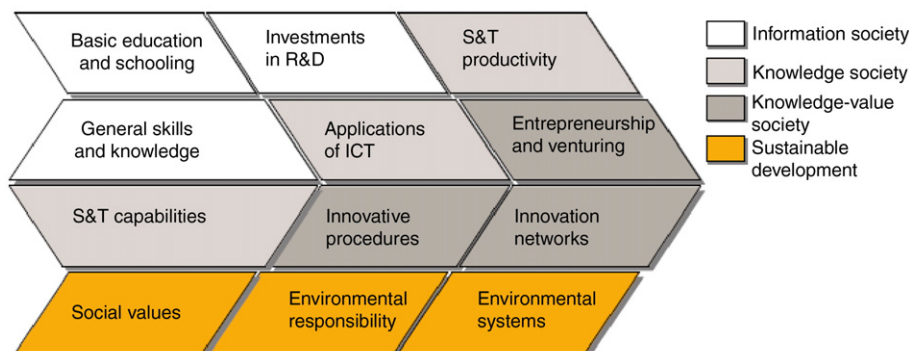 Basic education
and schooling
Investments
in R&D
S&T
productivity
General skills
and knowledge
Applications
of ICT
Entrepreneurship
and venturing
S&T capabilities
Innovative
procedures
Innovation
networks
Social values
Environmental
responsibility
Environmental
systems
Information society
Knowledge society
Knowledge-value
society
Sustainable
development